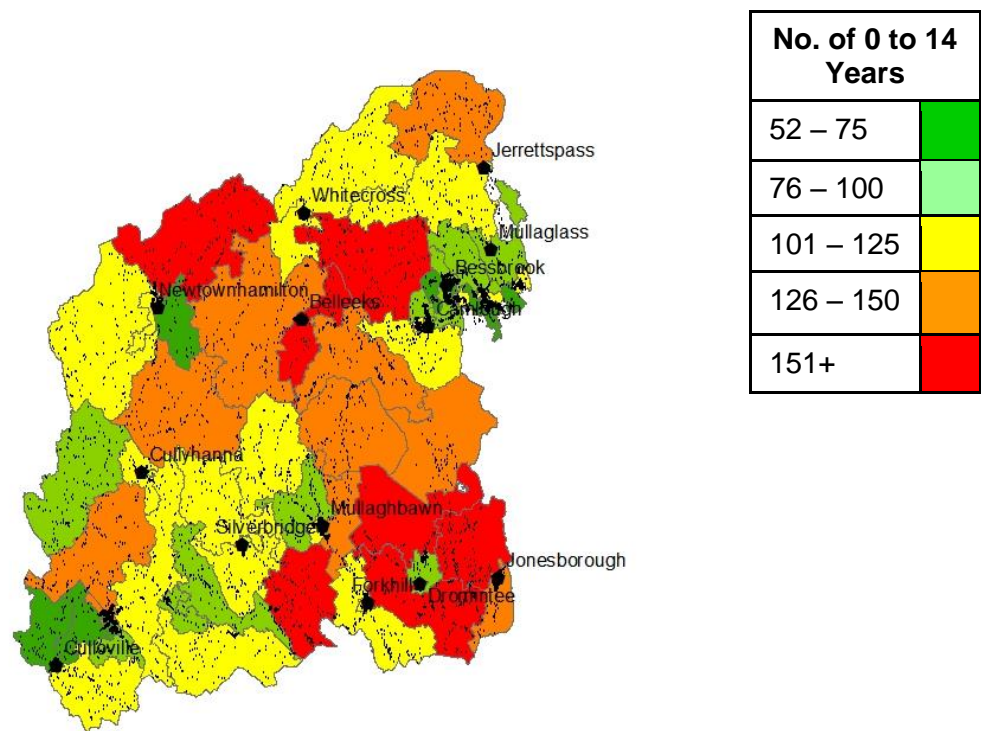 No. of 0 to 14
Years
52 – 75
76 – 100
101 – 125
126 – 150
151+
Jerrettspass
Whitecross
Mullaglass
Bessbrook
Newtownhamilton
Belleeks
Camlough
Cullyhanna
Mullaghbawn
Silverbridge
Jonesborough
Forkhill
Dromintee
Culloville